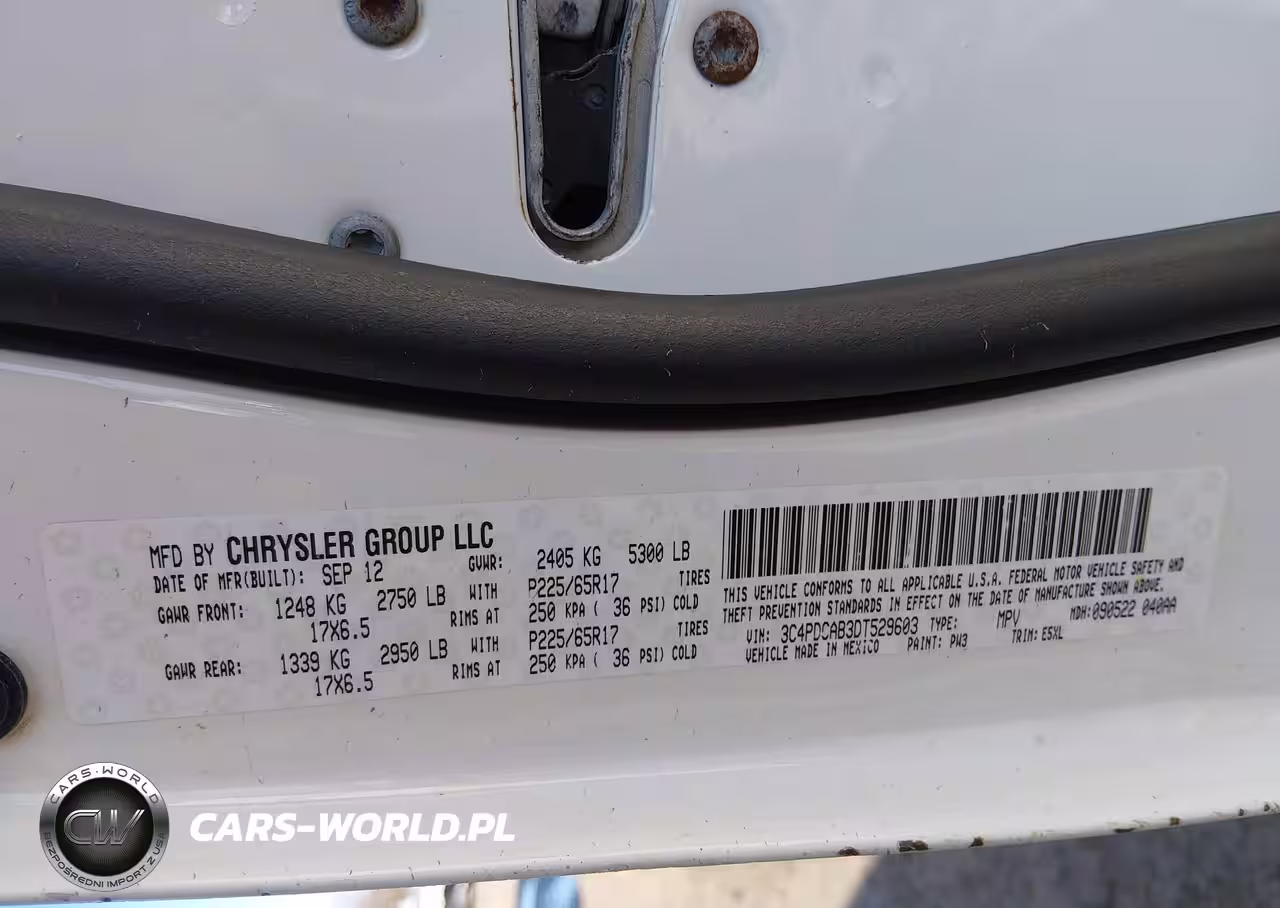 MFD BY CHRYSLER GROUP LLC
DATE OF MFR(BUILT): SEP 12 GVWR: 2405 KG 5300 LB
GAWR FRONT: 1248 KG 2750 LB WITH P225/65R17 TIRES
17X6.5 RIMS AT 250 KPA ( 36 PSI) COLD
GAWR REAR: 1339 KG 2950 LB WITH P225/65R17 TIRES
17X6.5 RIMS AT 250 KPA ( 36 PSI) COLD
THIS VEHICLE CONFORMS TO ALL APPLICABLE U.S.A. FEDERAL MOTOR VEHICLE SAFETY AND
THEFT PREVENTION STANDARDS IN EFFECT ON THE DATE OF MANUFACTURE SHOWN ABOVE.
VIN: 3C4PDCAB3DT529603 TYPE: MPV MDH:090522 040AA
VEHICLE MADE IN MEXICO PAINT: PW3 TRIM: E5XL
CARS-WORLD
CW
BEZPOŚREDNI IMPORT Z USA
CARS-WORLD.PL